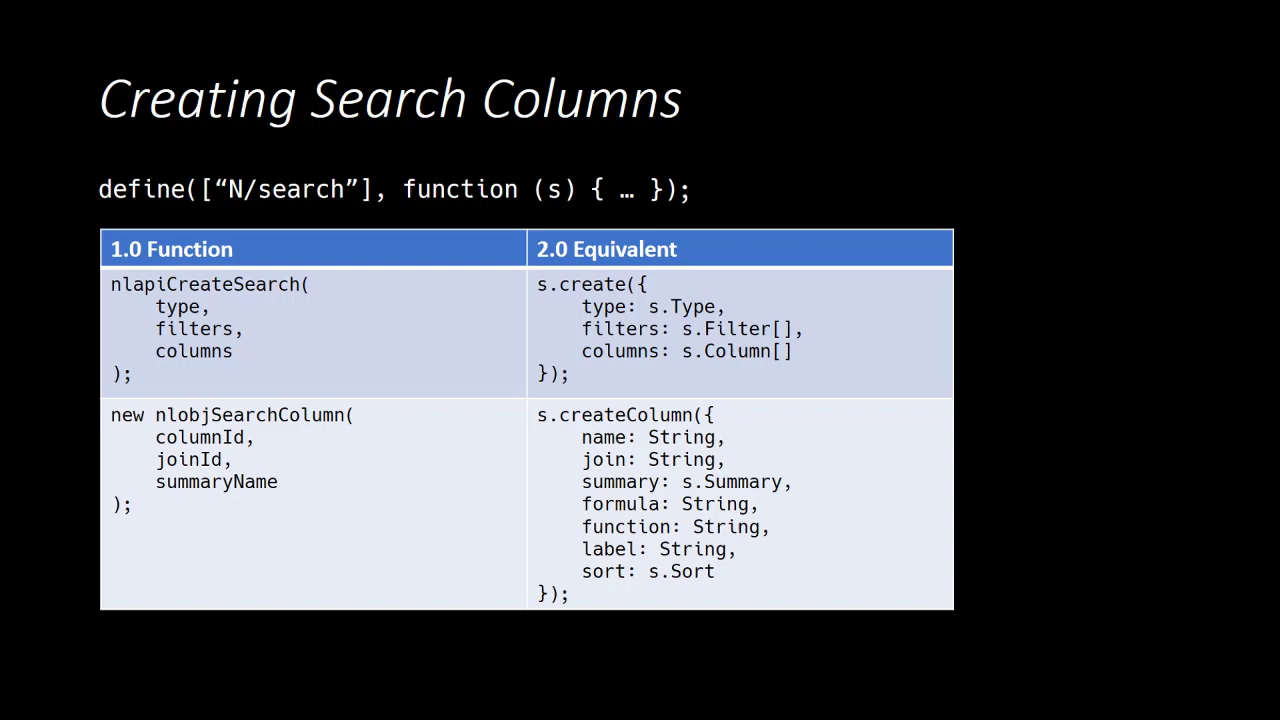 Creating Search Columns
define([“N/search”], function (s) { … });
1.0 Function
2.0 Equivalent
nlapiCreateSearch(
type,
filters,
columns
);
s.create({
type: s.Type,
filters: s.Filter[],
columns: s.Column[]
});
new nlobjSearchColumn(
columnId,
joinId,
summaryName
);
s.createColumn({
name: String,
join: String,
summary: s.Summary,
formula: String,
function: String,
label: String,
sort: s.Sort
});